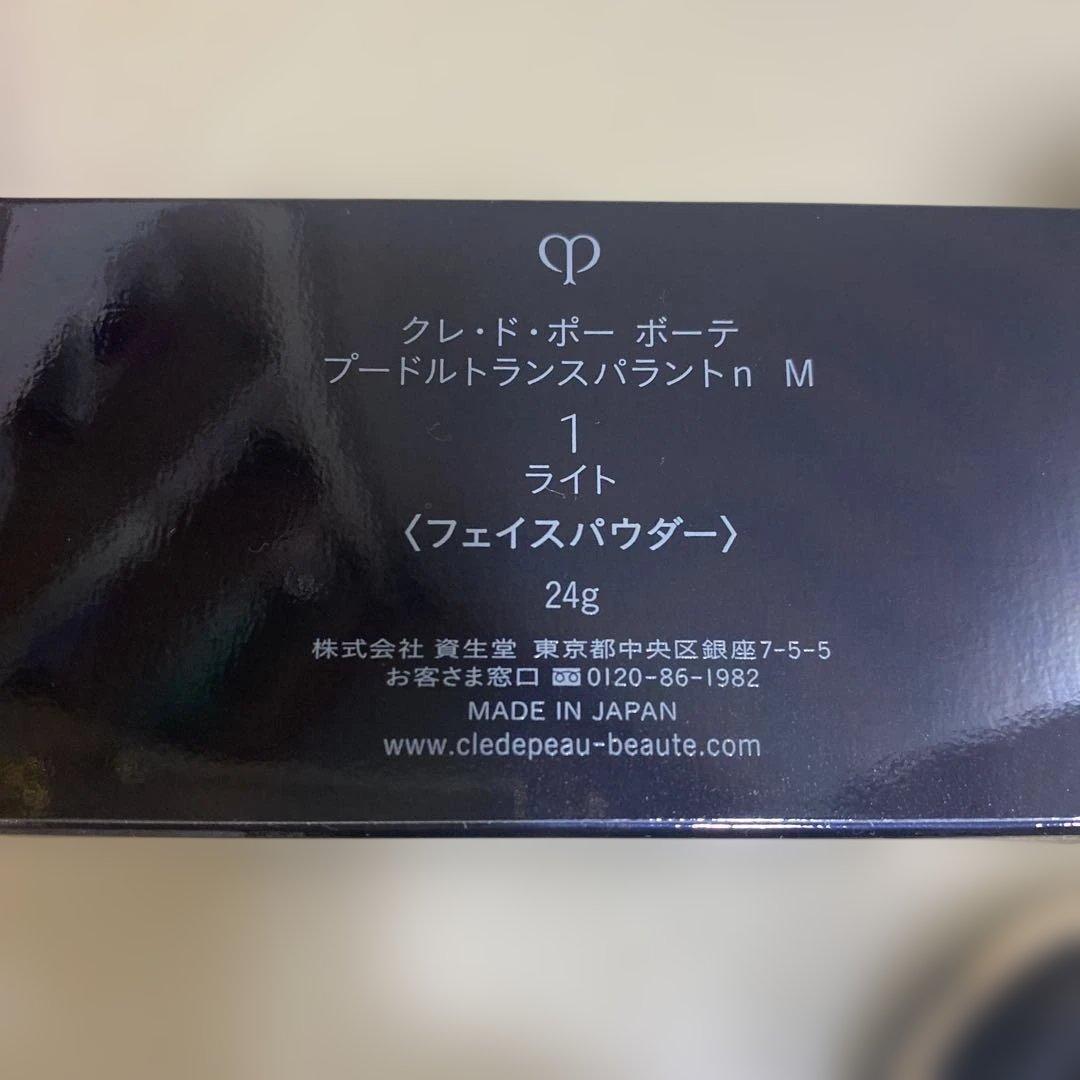 クレ・ド・ポー ボーテ
プードルトランスパラントn M
1
ライト
〈フェイスパウダー〉
24g
株式会社 資生堂 東京都中央区銀座7-5-5
お客さま窓口 0120-86-1982
MADE IN JAPAN
www.cledepeau-beaute.com